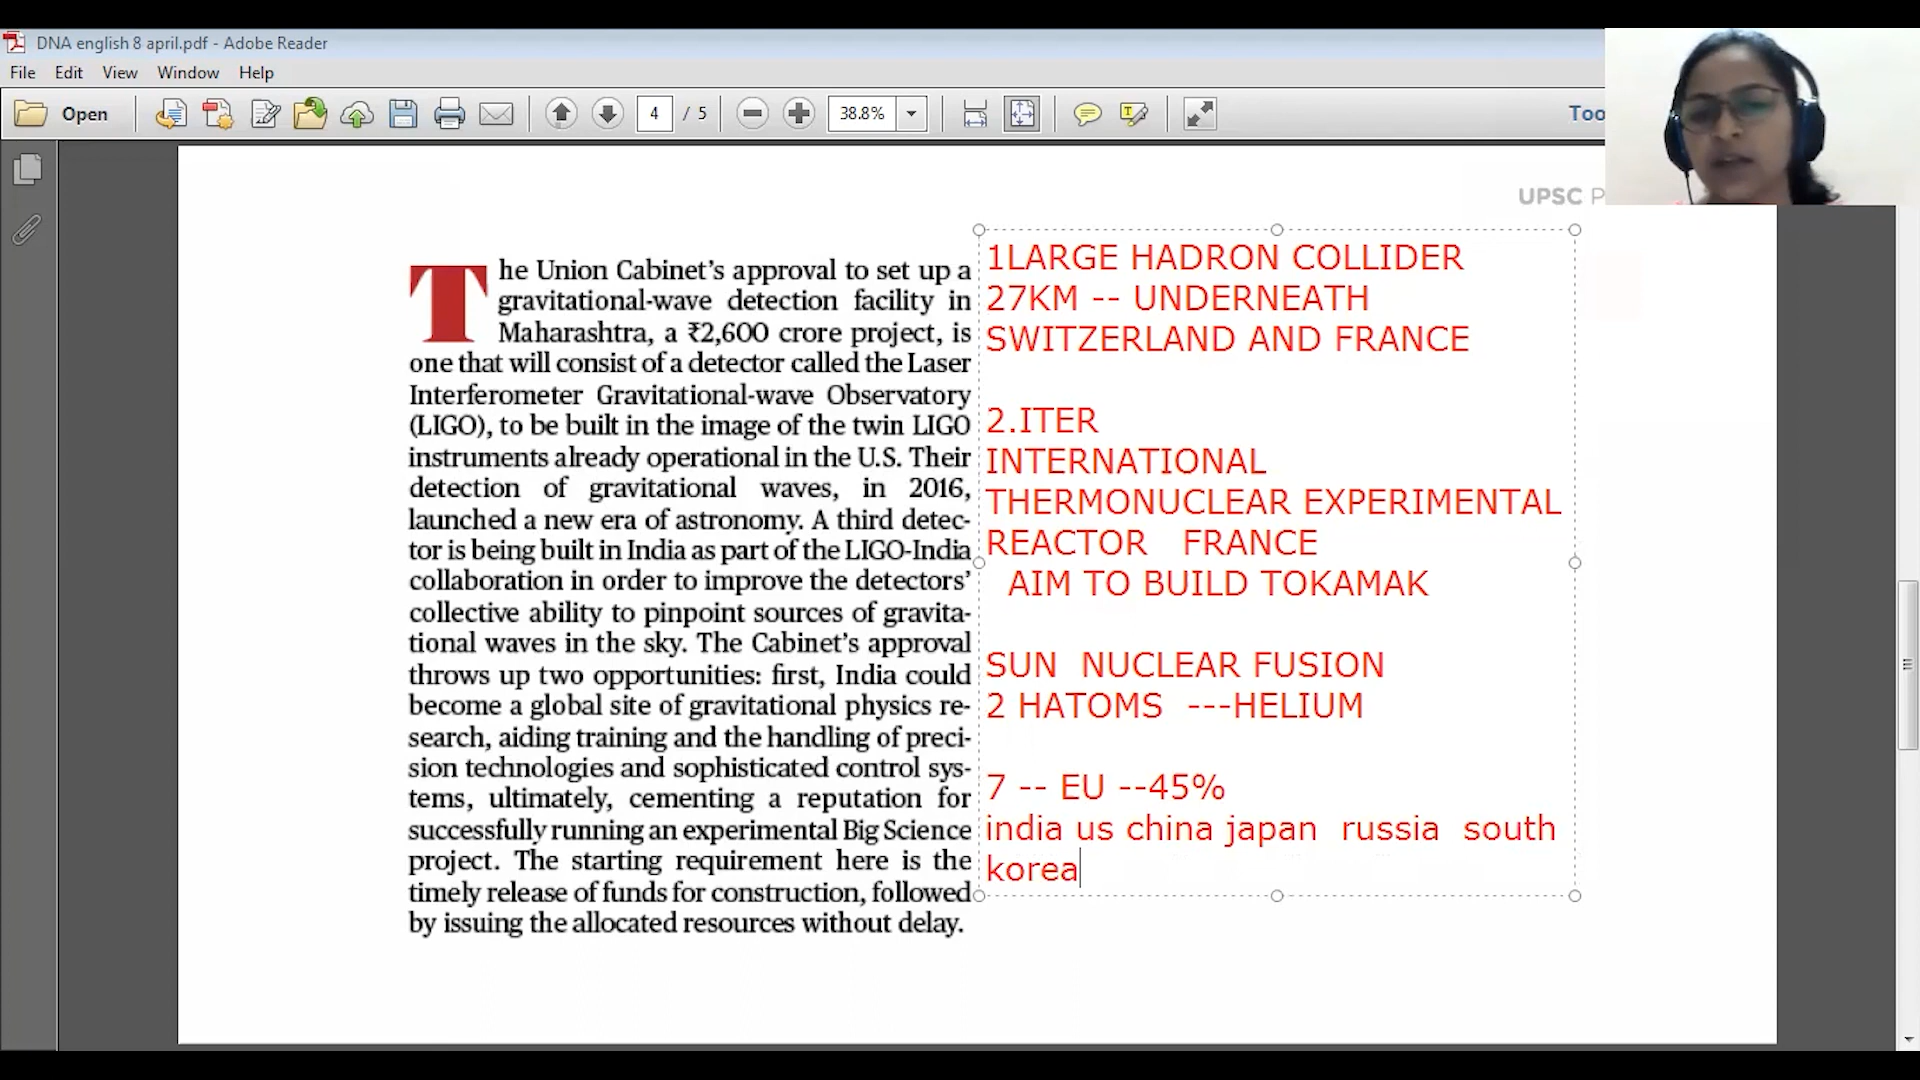 DNA english 8 april.pdf - Adobe Reader
File Edit View Window Help
Open 4 / 5 38.8% Too
UPSC P
The Union Cabinet's approval to set up a
gravitational-wave detection facility in
Maharashtra, a ₹2,600 crore project, is
one that will consist of a detector called the Laser
Interferometer Gravitational-wave Observatory
(LIGO), to be built in the image of the twin LIGO
instruments already operational in the U.S. Their
detection of gravitational waves, in 2016,
launched a new era of astronomy. A third detec-
tor is being built in India as part of the LIGO-India
collaboration in order to improve the detectors'
collective ability to pinpoint sources of gravita-
tional waves in the sky. The Cabinet's approval
throws up two opportunities: first, India could
become a global site of gravitational physics re-
search, aiding training and the handling of preci-
sion technologies and sophisticated control sys-
tems, ultimately, cementing a reputation for
successfully running an experimental Big Science
project. The starting requirement here is the
timely release of funds for construction, followed
by issuing the allocated resources without delay.
1LARGE HADRON COLLIDER
27KM -- UNDERNEATH
SWITZERLAND AND FRANCE
2.ITER
INTERNATIONAL
THERMONUCLEAR EXPERIMENTAL
REACTOR FRANCE
AIM TO BUILD TOKAMAK
SUN NUCLEAR FUSION
2 HATOMS ---HELIUM
7 -- EU --45%
india us china japan russia south
korea